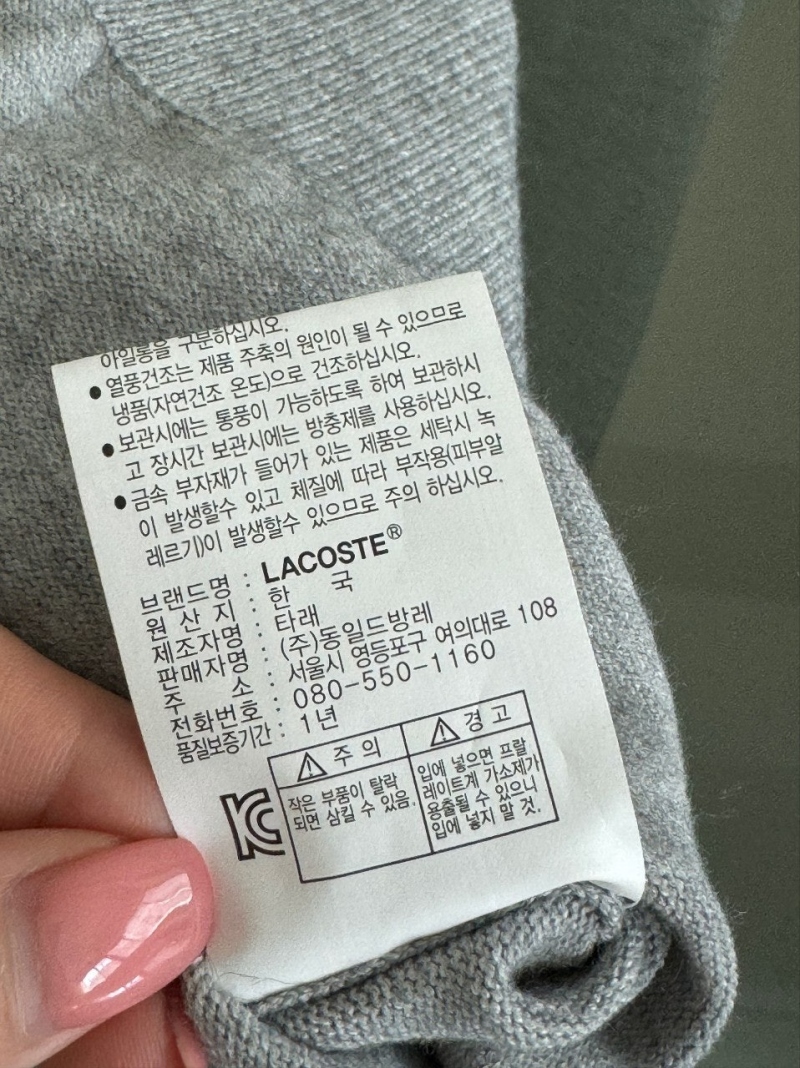 아일롱을 구분하십시오.
● 열풍건조는 제품 주축의 원인이 될 수 있으므로
냉품(자연건조 온도)으로 건조하십시오.
● 보관시에는 통풍이 가능하도록 하여 보관하시
고 장시간 보관시에는 방충제를 사용하십시오.
● 금속 부자재가 들어가 있는 제품은 세탁시 녹
이 발생할수 있고 체질에 따라 부작용(피부알
레르기)이 발생할수 있으므로 주의 하십시오.
브랜드명 : LACOSTE®
원산지 : 한국
제조자명 : 타래
판매자명 : (주)동일드방레
주소 : 서울시 영등포구 여의대로 108
전화번호 : 080-550-1160
품질보증기간 : 1년
⚠ 주의
작은 부품이 탈락
되면 삼킬 수 있음.
⚠ 경고
입에 넣으면 프탈
레이트계 가소제가
용출될 수 있으니
입에 넣지 말 것.
KC